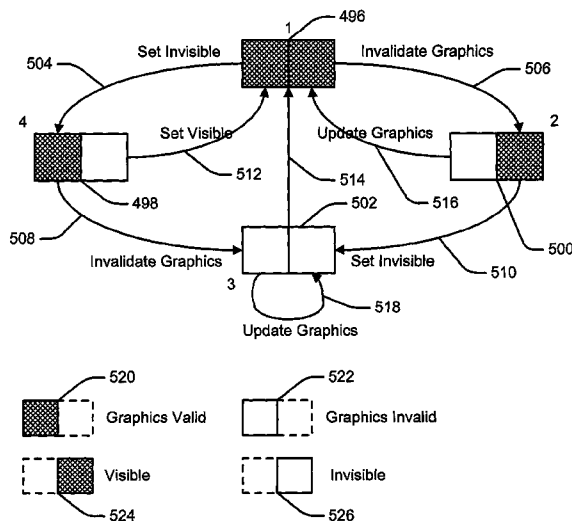 1
496
Set Invisible
Invalidate Graphics
504
506
4
2
Set Visible
Update Graphics
512
514
516
498
502
500
508
510
Invalidate Graphics
Set Invisible
3
518
Update Graphics
520
522
Graphics Valid
Graphics Invalid
Visible
Invisible
524
526